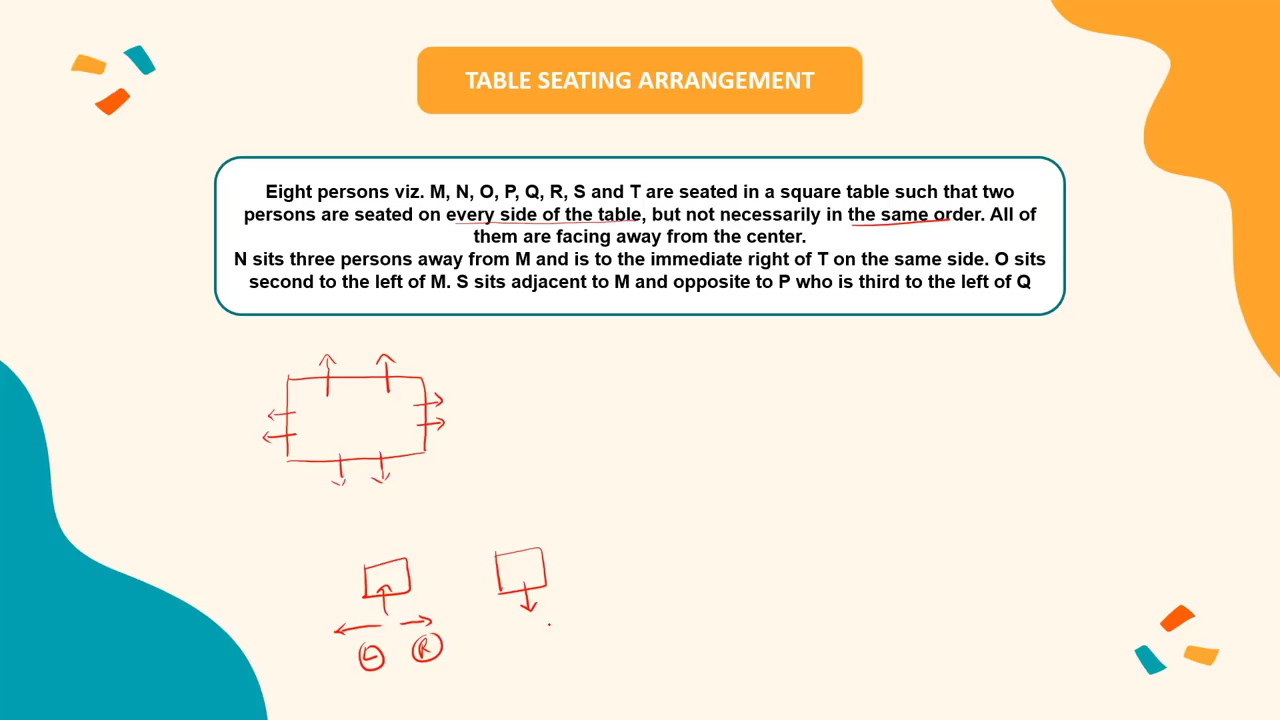 TABLE SEATING ARRANGEMENT
Eight persons viz. M, N, O, P, Q, R, S and T are seated in a square table such that two
persons are seated on every side of the table, but not necessarily in the same order. All of
them are facing away from the center.
N sits three persons away from M and is to the immediate right of T on the same side. O sits
second to the left of M. S sits adjacent to M and opposite to P who is third to the left of Q
L R